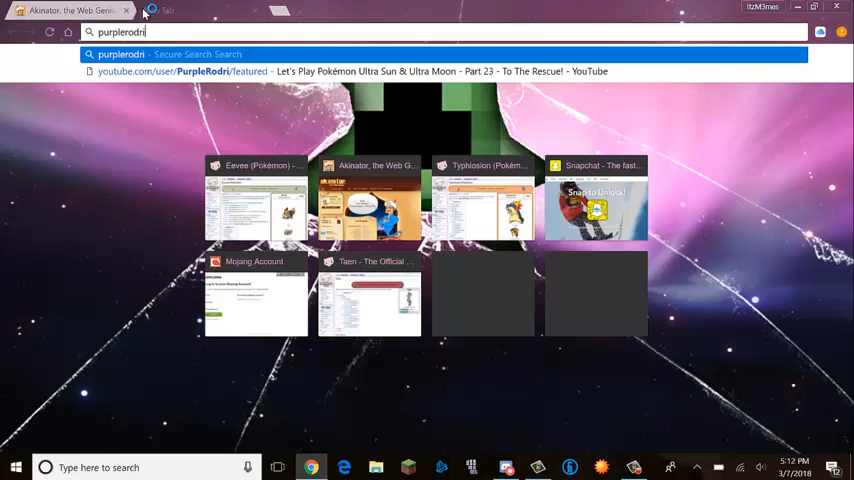 Akinator, the Web Geni
Tab
ItzM3mes
purplerodri
purplerodri - Secure Search Search
youtube.com/user/PurpleRodri/featured - Let's Play Pokémon Ultra Sun & Ultra Moon - Part 23 - To The Rescue! - YouTube
Eevee (Pokémon) - ...
Akinator, the Web G...
Typhlosion (Pokém...
Snapchat - The fast...
Snap to Unlock!
Mojang Account
Taen - The Official ...
Type here to search
5:12 PM
3/7/2018
12